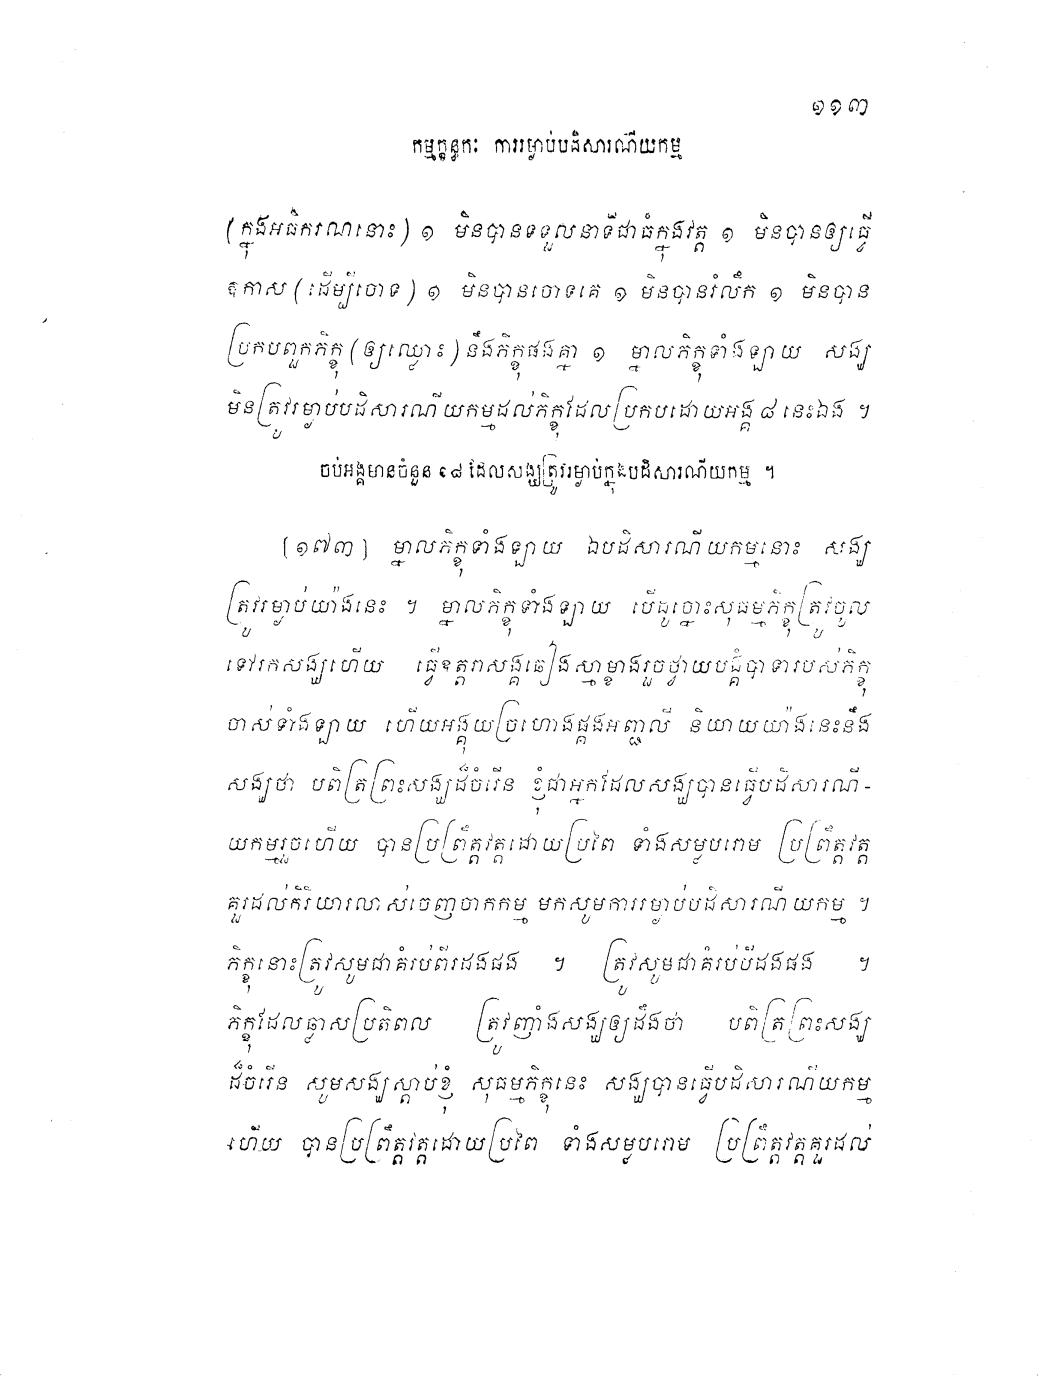 ១១៣
កម្មក្ខន្ធកៈ ការរម្ងាប់បដិសារណីយកម្ម
(ក្នុងអធិករណនោះ) ១ មិនបានទទួលនាទីជាធំក្នុងវត្ត ១ មិនបានឲ្យធ្វើ
ឱកាស (ដើម្បីចោទ) ១ មិនបានចោទគេ ១ មិនបានរំលឹក ១ មិនបាន
ប្រកបពួកភិក្ខុ (ឲ្យឈ្លោះ) នឹងភិក្ខុផងគ្នា ១ ម្នាលភិក្ខុទាំងឡាយ សង្ឃ
មិនត្រូវរម្ងាប់បដិសារណីយកម្មដល់ភិក្ខុដែលប្រកបដោយអង្គ ៨ នេះឯង ។
ចប់អង្គមានចំនួន ១៨ ដែលសង្ឃត្រូវរម្ងាប់ក្នុងបដិសារណីយកម្ម ។
[១៧៣] ម្នាលភិក្ខុទាំងឡាយ ឯបដិសារណីយកម្មនោះ សង្ឃ
ត្រូវរម្ងាប់យ៉ាងនេះ ។ ម្នាលភិក្ខុទាំងឡាយ បើដូច្នោះសុធម្មភិក្ខុត្រូវចូល
ទៅរកសង្ឃហើយ ធ្វើឧត្តរាសង្គឆៀងស្មាម្ខាងរួចថ្វាយបង្គំបាទារបស់ភិក្ខុ
ចាស់ទាំងឡាយ ហើយអង្គុយច្រហោងផ្គងអញ្ជលី និយាយយ៉ាងនេះនឹង
សង្ឃថា បពិត្រព្រះសង្ឃដ៏ចំរើន ខ្ញុំជាអ្នកដែលសង្ឃបានធ្វើបដិសារណី-
យកម្មរួចហើយ បានប្រព្រឹត្តវត្តដោយប្រពៃ ទាំងសម្ងបរោម ប្រព្រឹត្តវត្ត
គួរដល់កិរិយារលាស់ចេញចាកកម្ម មកសូមការរម្ងាប់បដិសារណីយកម្ម ។
ភិក្ខុនោះត្រូវសូមជាគំរប់ពីរដងផង ។ ត្រូវសូមជាគំរប់បីដងផង ។
ភិក្ខុដែលឆ្លាសប្រតិពល ត្រូវញ៉ាំងសង្ឃឲ្យដឹងថា បពិត្រព្រះសង្ឃ
ដ៏ចំរើន សូមសង្ឃស្តាប់ខ្ញុំ សុធម្មភិក្ខុនេះ សង្ឃបានធ្វើបដិសារណីយកម្ម
ហើយ បានប្រព្រឹត្តវត្តដោយប្រពៃ ទាំងសម្ងបរោម ប្រព្រឹត្តវត្តគួរដល់